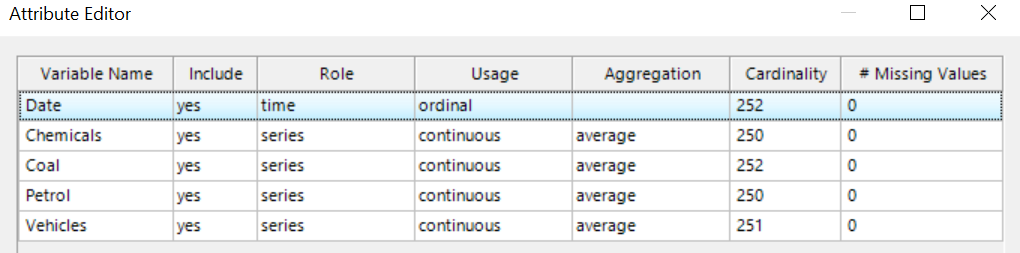 Attribute Editor
Variable Name Include Role Usage Aggregation Cardinality # Missing Values
Date yes time ordinal 252 0
Chemicals yes series continuous average 250 0
Coal yes series continuous average 252 0
Petrol yes series continuous average 250 0
Vehicles yes series continuous average 251 0